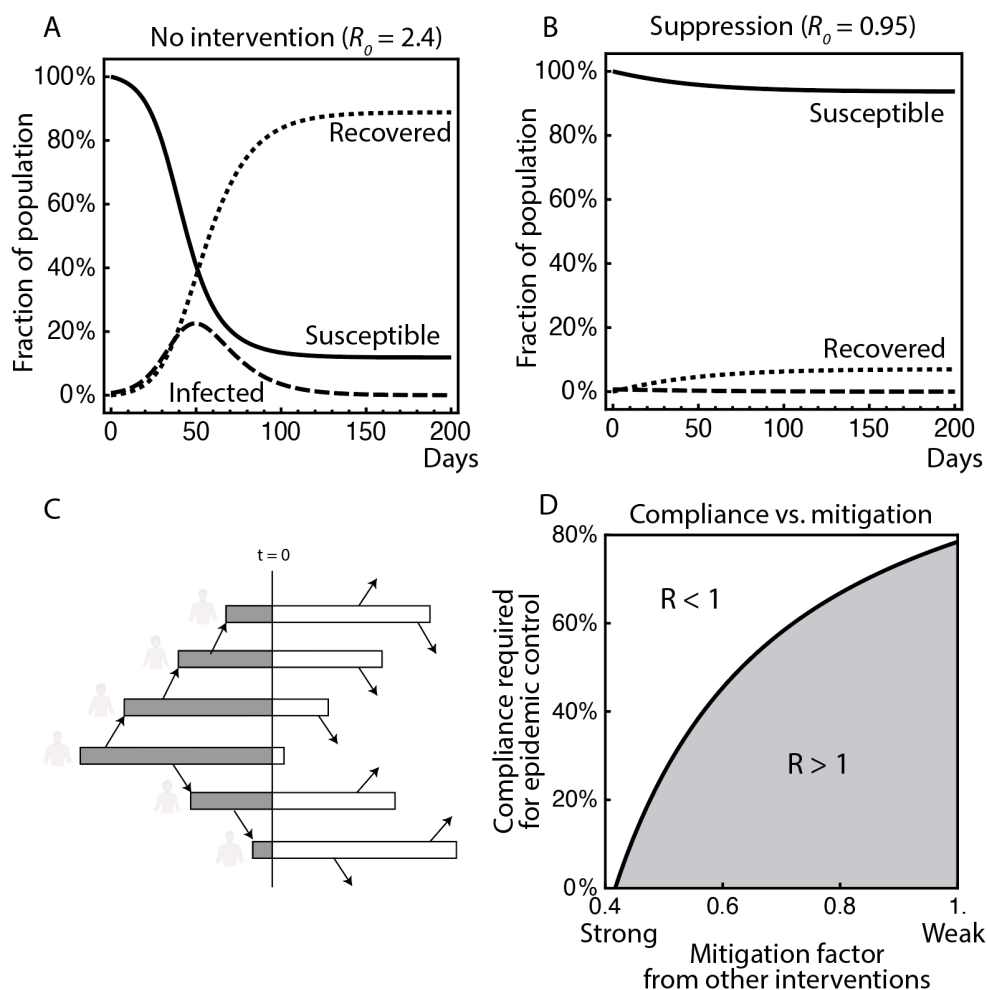 A
No intervention (R0 = 2.4)
100%
80%
60%
40%
20%
0%
Fraction of population
Recovered
Susceptible
Infected
0
50
100
150
200
Days
B
Suppression (R0 = 0.95)
100%
80%
60%
40%
20%
0%
Fraction of population
Susceptible
Recovered
0
50
100
150
200
Days
C
t = 0
D
Compliance vs. mitigation
80%
60%
40%
20%
0%
Compliance required
for epidemic control
R < 1
R > 1
0.4
0.6
0.8
1.
Strong
Weak
Mitigation factor
from other interventions